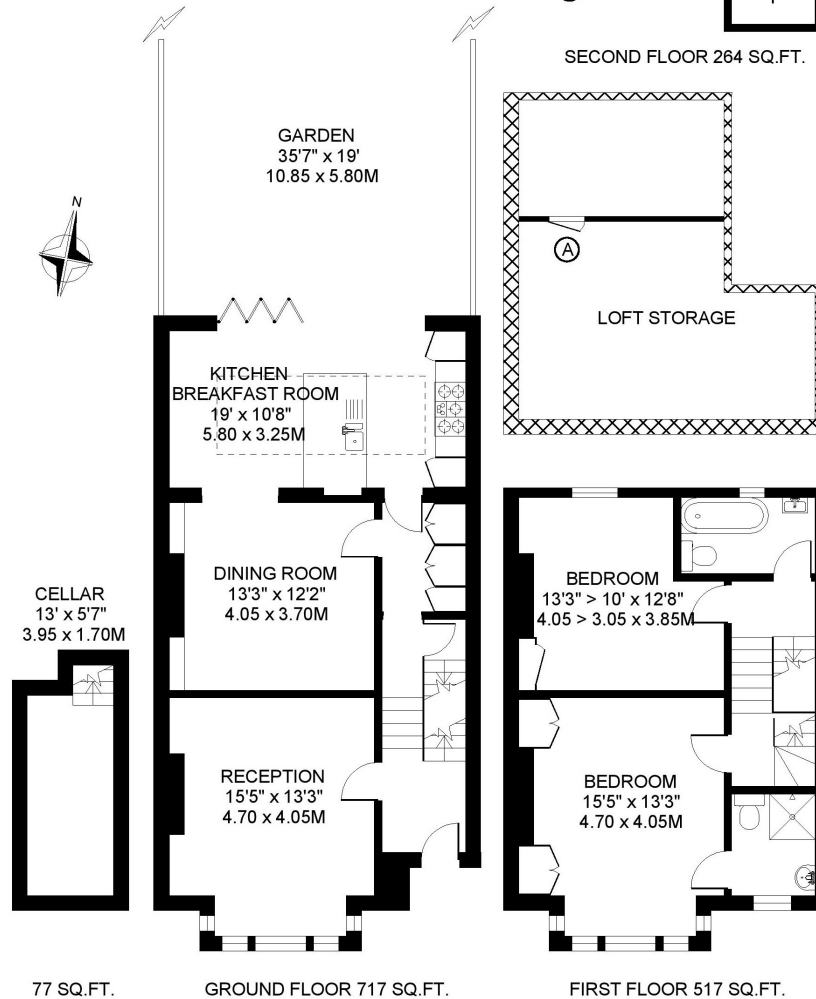 SECOND FLOOR 264 SQ.FT.
GARDEN
35'7" x 19'
10.85 x 5.80M
N
A
LOFT STORAGE
KITCHEN
BREAKFAST ROOM
19' x 10'8"
5.80 x 3.25M
DINING ROOM
13'3" x 12'2"
4.05 x 3.70M
BEDROOM
13'3" > 10' x 12'8"
4.05 > 3.05 x 3.85M
CELLAR
13' x 5'7"
3.95 x 1.70M
RECEPTION
15'5" x 13'3"
4.70 x 4.05M
BEDROOM
15'5" x 13'3"
4.70 x 4.05M
77 SQ.FT.
GROUND FLOOR 717 SQ.FT.
FIRST FLOOR 517 SQ.FT.